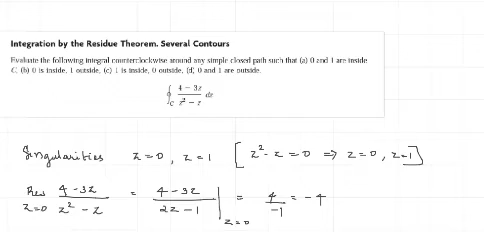 Integration by the Residue Theorem. Several Contours
Evaluate the following integral counterclockwise around any simple closed path such that (a) 0 and 1 are inside
C, (b) 0 is inside, 1 outside, (c) 1 is inside, 0 outside, (d) 0 and 1 are outside.
∮_C (4 − 3z)/(z² − z) dz
Singularities z = 0, z = 1 [z² − z = 0 ⇒ z = 0, z = 1]
Res_{z=0} (4 − 3z)/(z² − z) = (4 − 3z)/(2z − 1) |_{z=0} = 4/−1 = −4